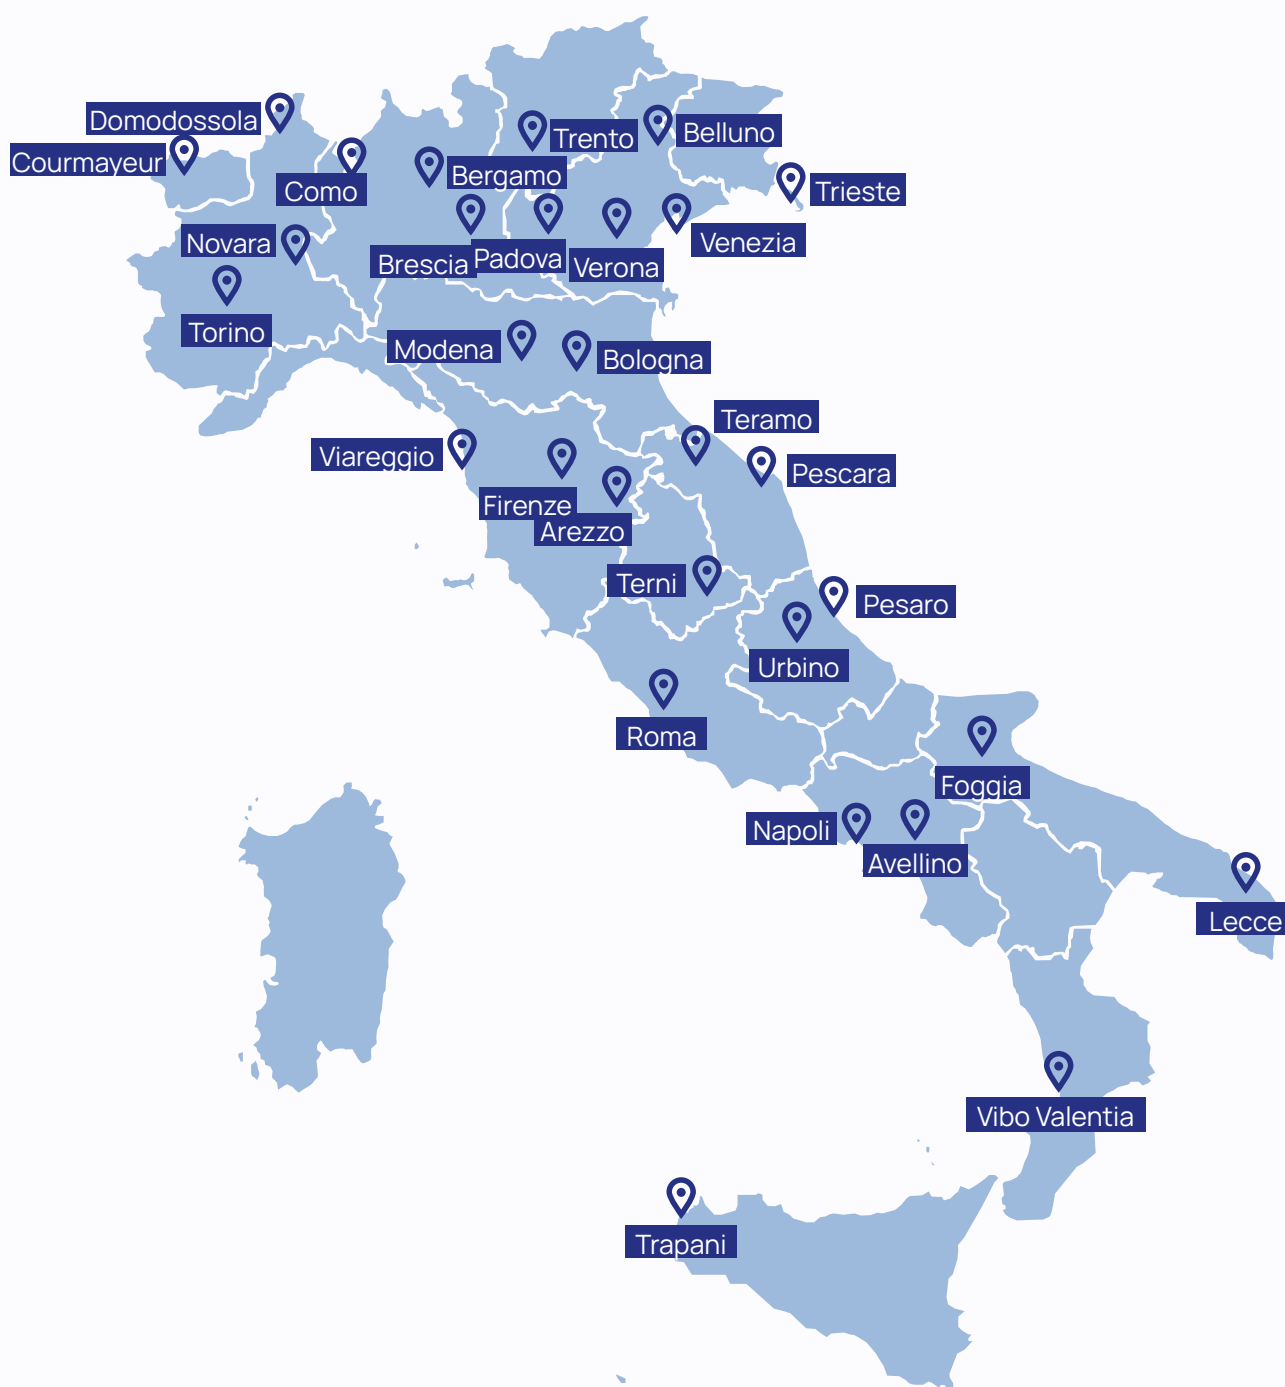 Domodossola
Courmayeur
Trento
Belluno
Como
Bergamo
Trieste
Novara
Venezia
Brescia
Padova
Verona
Torino
Modena
Bologna
Teramo
Viareggio
Pescara
Firenze
Arezzo
Terni
Pesaro
Urbino
Roma
Foggia
Napoli
Avellino
Lecce
Vibo Valentia
Trapani